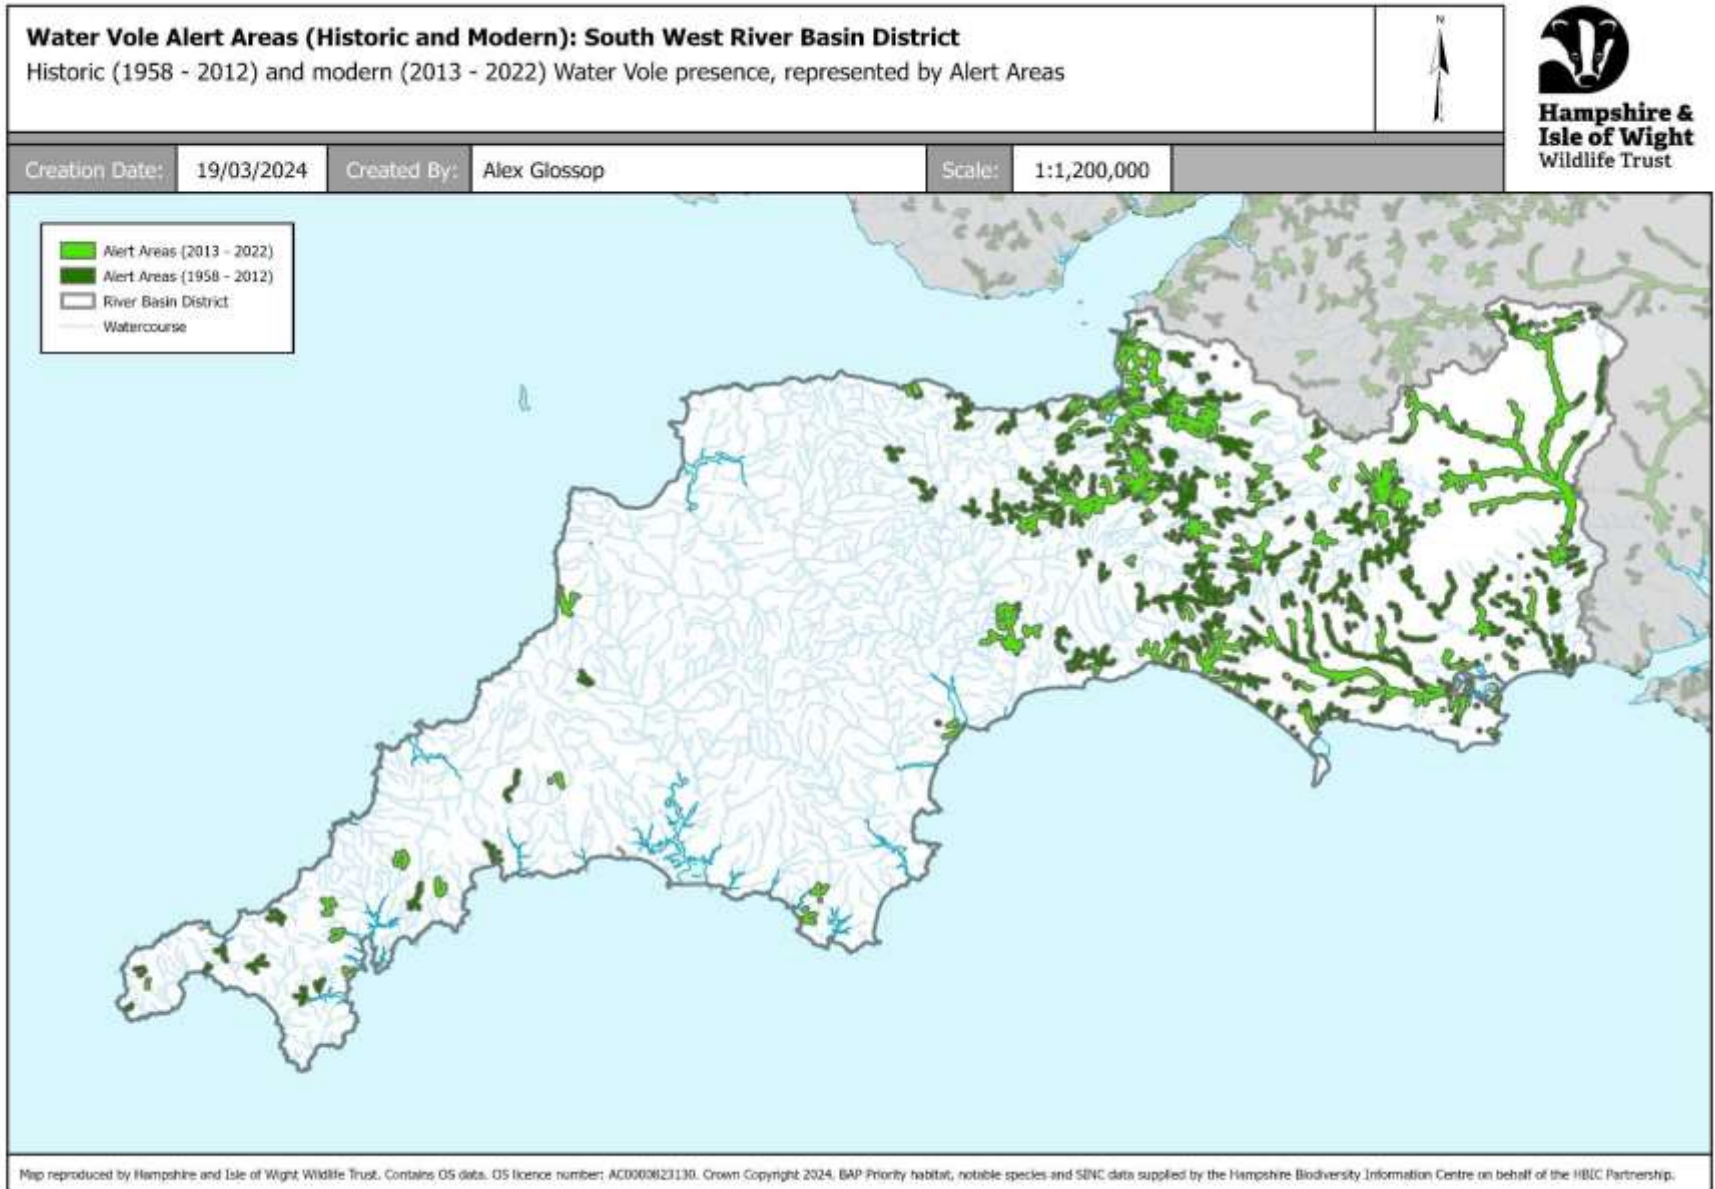 Water Vole Alert Areas (Historic and Modern): South West River Basin District
Historic (1958 - 2012) and modern (2013 - 2022) Water Vole presence, represented by Alert Areas
N
Hampshire &
Isle of Wight
Wildlife Trust
Creation Date: 19/03/2024 Created By: Alex Glossop Scale: 1:1,200,000
Alert Areas (2013 - 2022)
Alert Areas (1958 - 2012)
River Basin District
Watercourse
Map reproduced by Hampshire and Isle of Wight Wildlife Trust. Contains OS data. OS licence number: AC0000823130. Crown Copyright 2024. BAP Priority habitat, notable species and SINC data supplied by the Hampshire Biodiversity Information Centre on behalf of the HBIC Partnership.